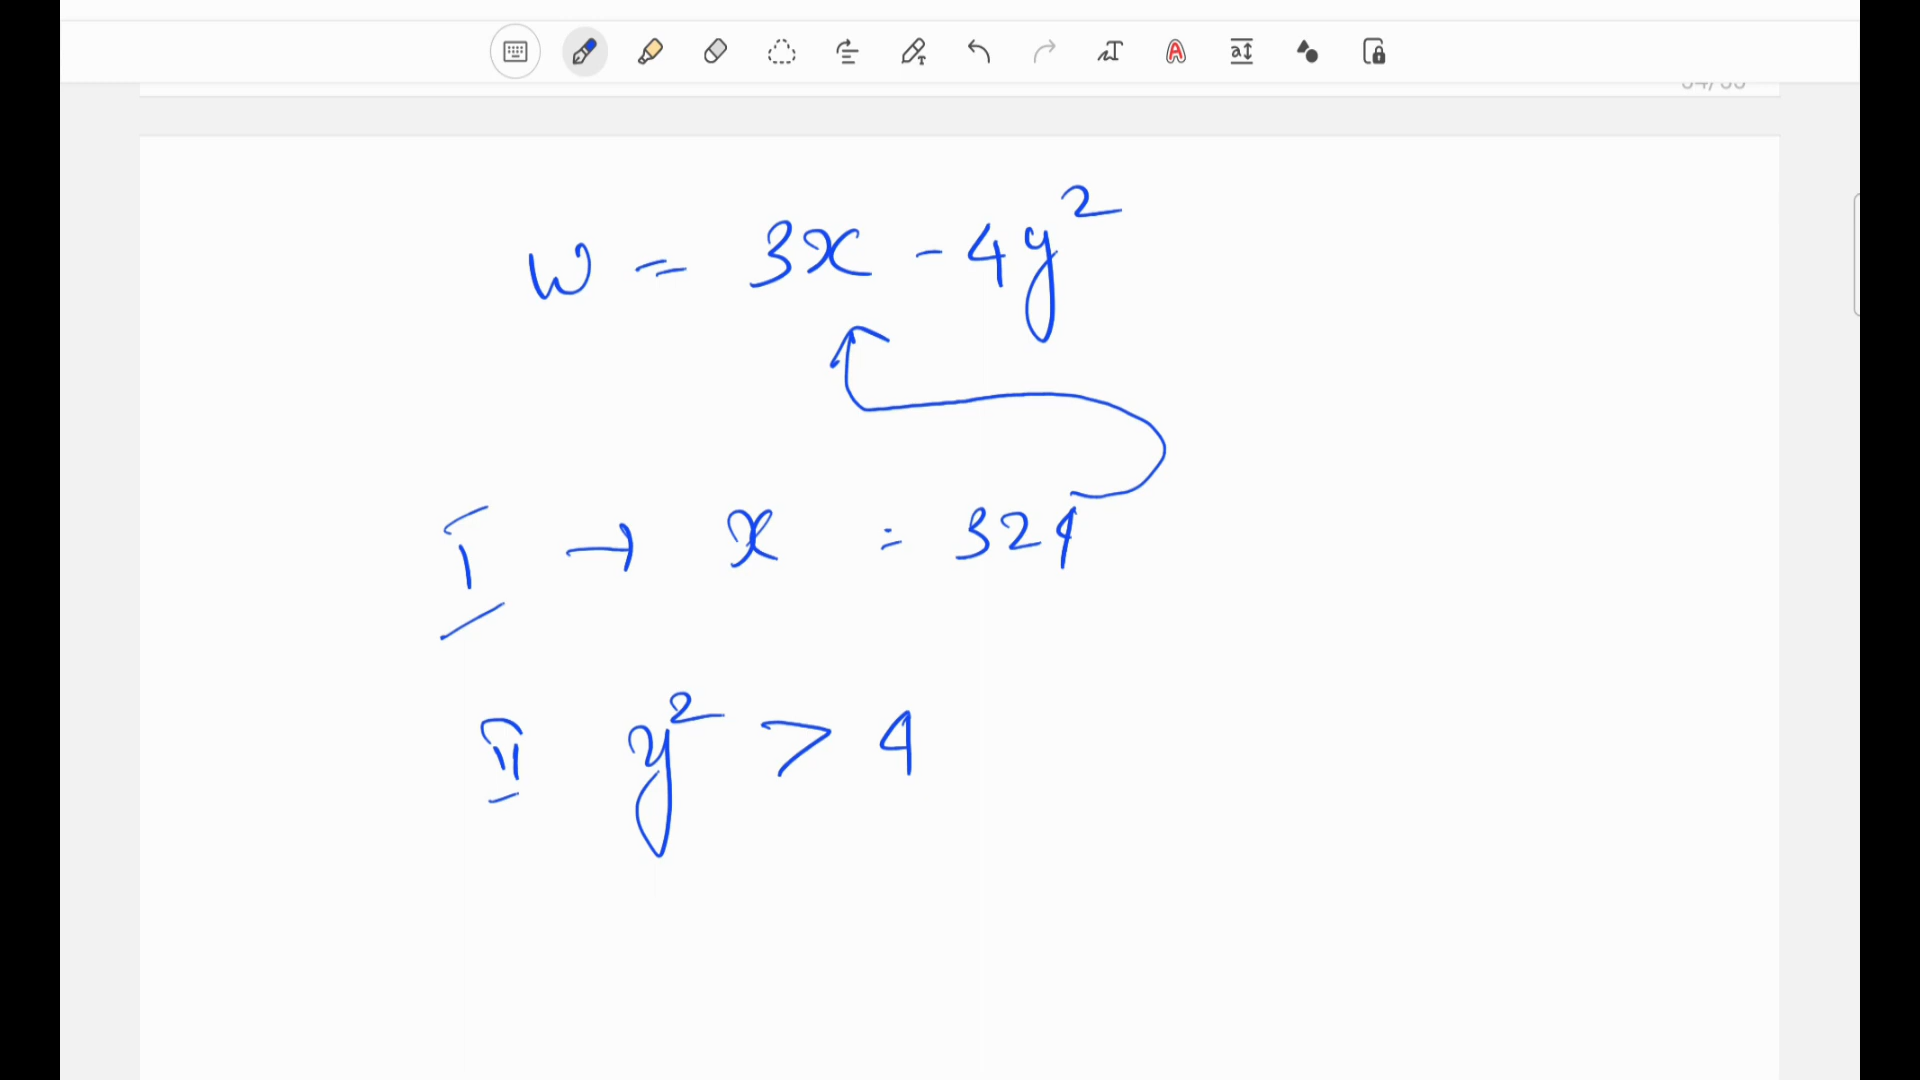 w = 3x - 4y²
I → x = 324
II y² > 4